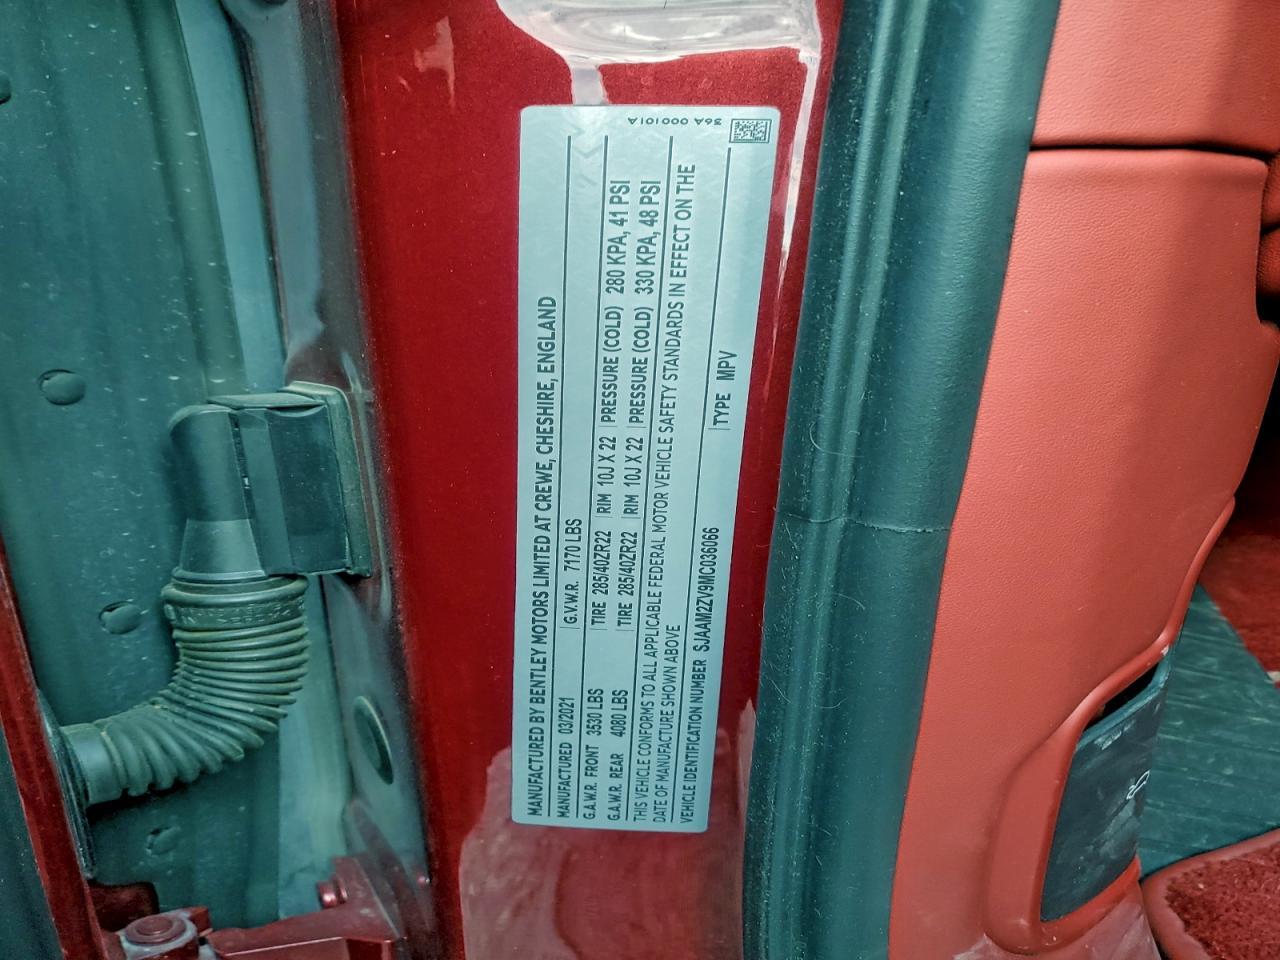 MANUFACTURED BY BENTLEY MOTORS LIMITED AT CREWE, CHESHIRE, ENGLAND
MANUFACTURED 03/2021 G.V.W.R. 7170 LBS
G.A.W.R. FRONT 3530 LBS TIRE 285/40ZR22 RIM 10J X 22 PRESSURE (COLD) 280 KPA, 41 PSI
G.A.W.R. REAR 4080 LBS TIRE 285/40ZR22 RIM 10J X 22 PRESSURE (COLD) 330 KPA, 48 PSI
THIS VEHICLE CONFORMS TO ALL APPLICABLE FEDERAL MOTOR VEHICLE SAFETY STANDARDS IN EFFECT ON THE
DATE OF MANUFACTURE SHOWN ABOVE
VEHICLE IDENTIFICATION NUMBER SJAAM2ZV9MC036066 TYPE MPV
36A 000101A